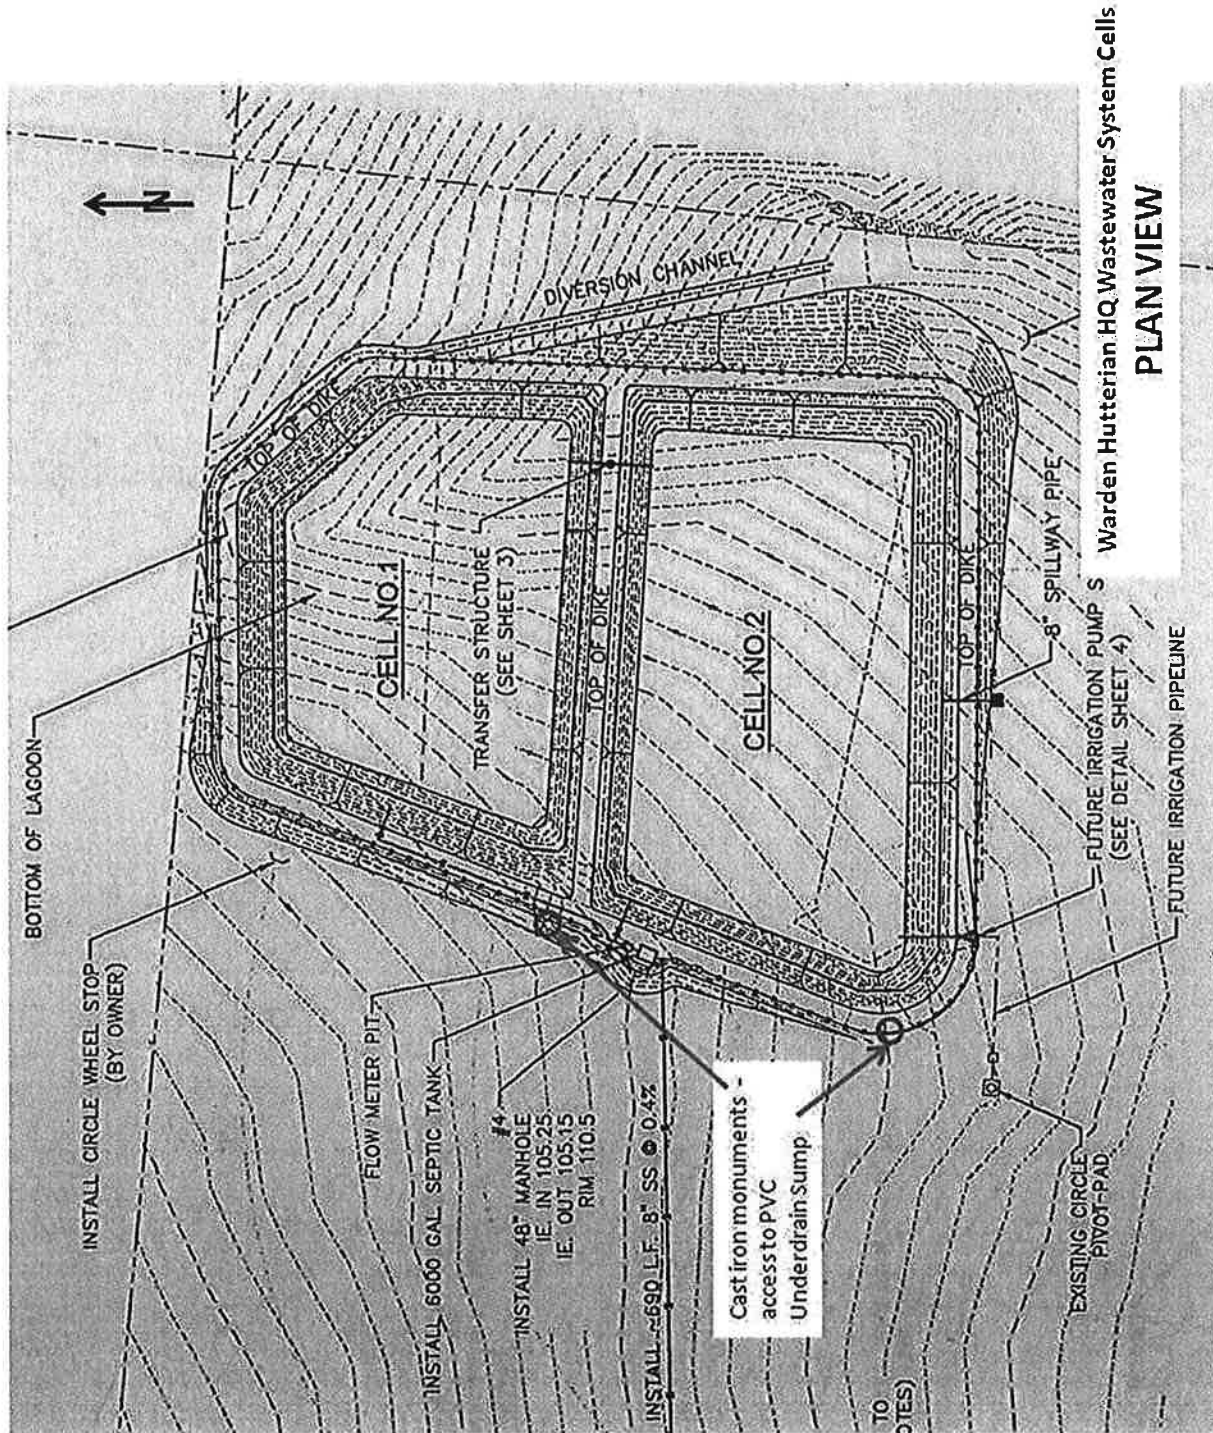 BOTTOM OF LAGOON
INSTALL CIRCLE WHEEL STOP
(BY OWNER)
FLOW METER PIT
INSTALL 6000 GAL SEPTIC TANK
#4
INSTALL 48" MANHOLE
IE. IN 105.25
IE. OUT 105.15
RIM 110.5
INSTALL ~690 L.F. 8" SS @ 0.4%
Cast iron monuments -
access to PVC
Underdrain Sump
TO
OTES)
EXISTING CIRCLE
PIVOT-PAD
N
TOP OF DIKE
DIVERSION CHANNEL
CELL NO.1
TRANSFER STRUCTURE
(SEE SHEET 3)
TOP OF DIKE
CELL NO.2
TOP OF DIKE
8" SPILLWAY PIPE
FUTURE IRRIGATION PUMP S
(SEE DETAIL SHEET 4)
FUTURE IRRIGATION PIPELINE
Warden Hutterian HQ Wastewater System Cells
PLAN VIEW